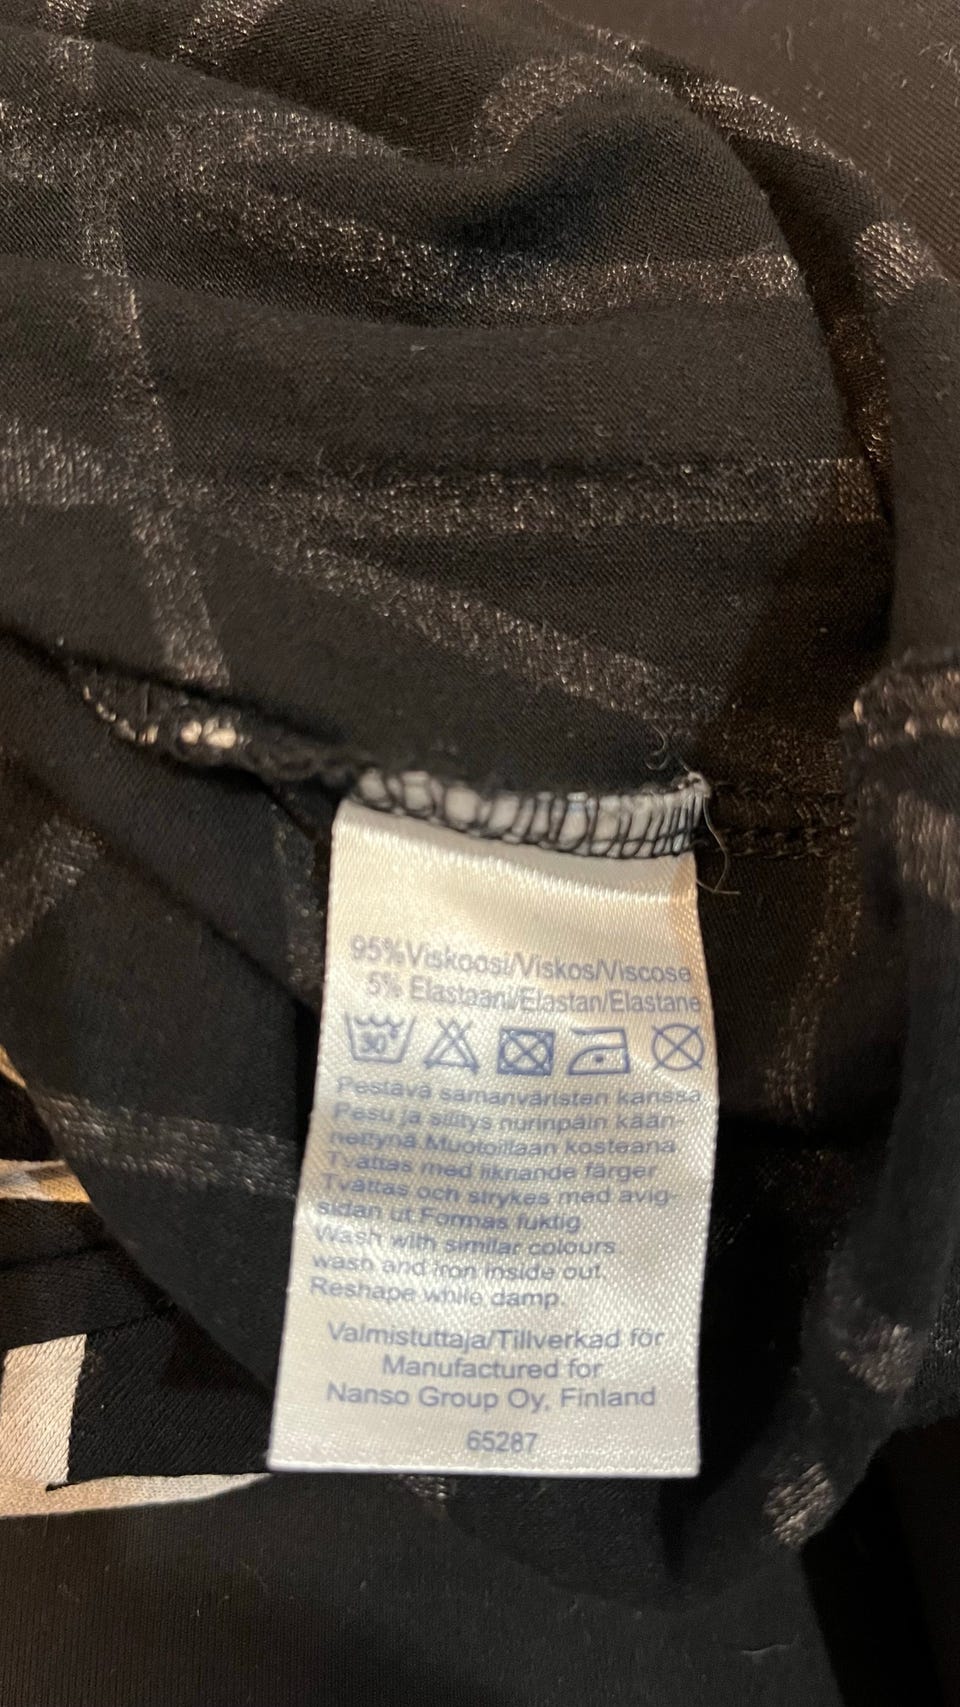 95%Viskoosi/Viskos/Viscose
5% Elastaani/Elastan/Elastane
30°
Pestävä samanväristen kanssa
Pesu ja silitys nurinpäin kään-
nettynä.Muotoillaan kosteana
Tvättas med liknande färger
Tvättas och strykes med avig-
sidan ut.Formas fuktig
Wash with similar colours.
wash and iron inside out.
Reshape while damp.
Valmistuttaja/Tillverkad för
Manufactured for
Nanso Group Oy, Finland
65287